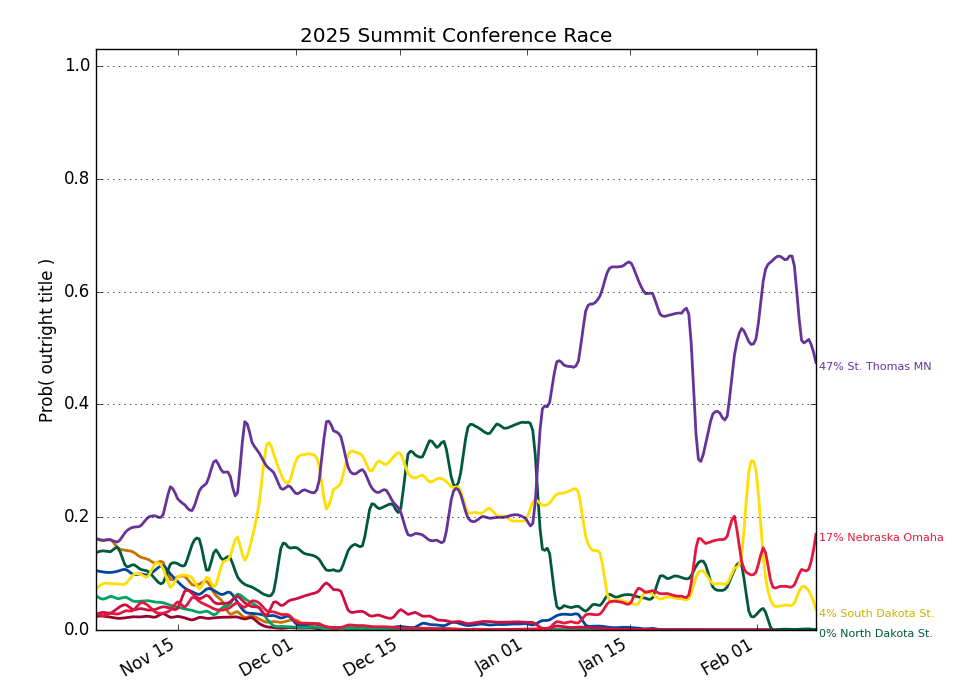 2025 Summit Conference Race
Prob( outright title )
1.0
0.8
0.6
0.4
0.2
0.0
Nov 15
Dec 01
Dec 15
Jan 01
Jan 15
Feb 01
47% St. Thomas MN
17% Nebraska Omaha
4% South Dakota St.
0% North Dakota St.